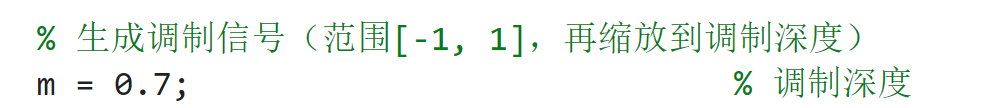 % 生成调制信号（范围[-1, 1]，再缩放到调制深度）
m = 0.7; % 调制深度